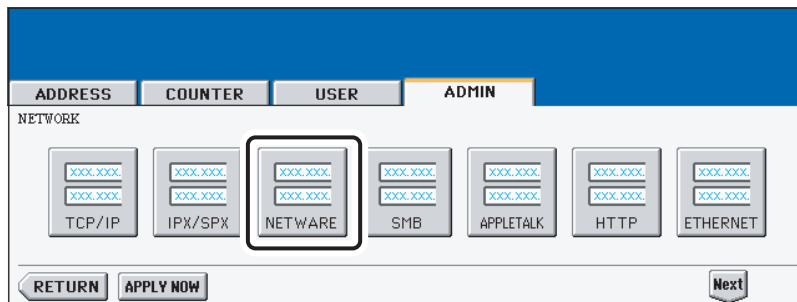 ADDRESS COUNTER USER ADMIN
NETWORK
xxx.xxx. xxx.xxx. xxx.xxx. xxx.xxx. xxx.xxx. xxx.xxx. xxx.xxx.
xxx.xxx. xxx.xxx. xxx.xxx. xxx.xxx. xxx.xxx. xxx.xxx. xxx.xxx.
TCP/IP IPX/SPX NETWARE SMB APPLETALK HTTP ETHERNET
RETURN APPLY NOW Next